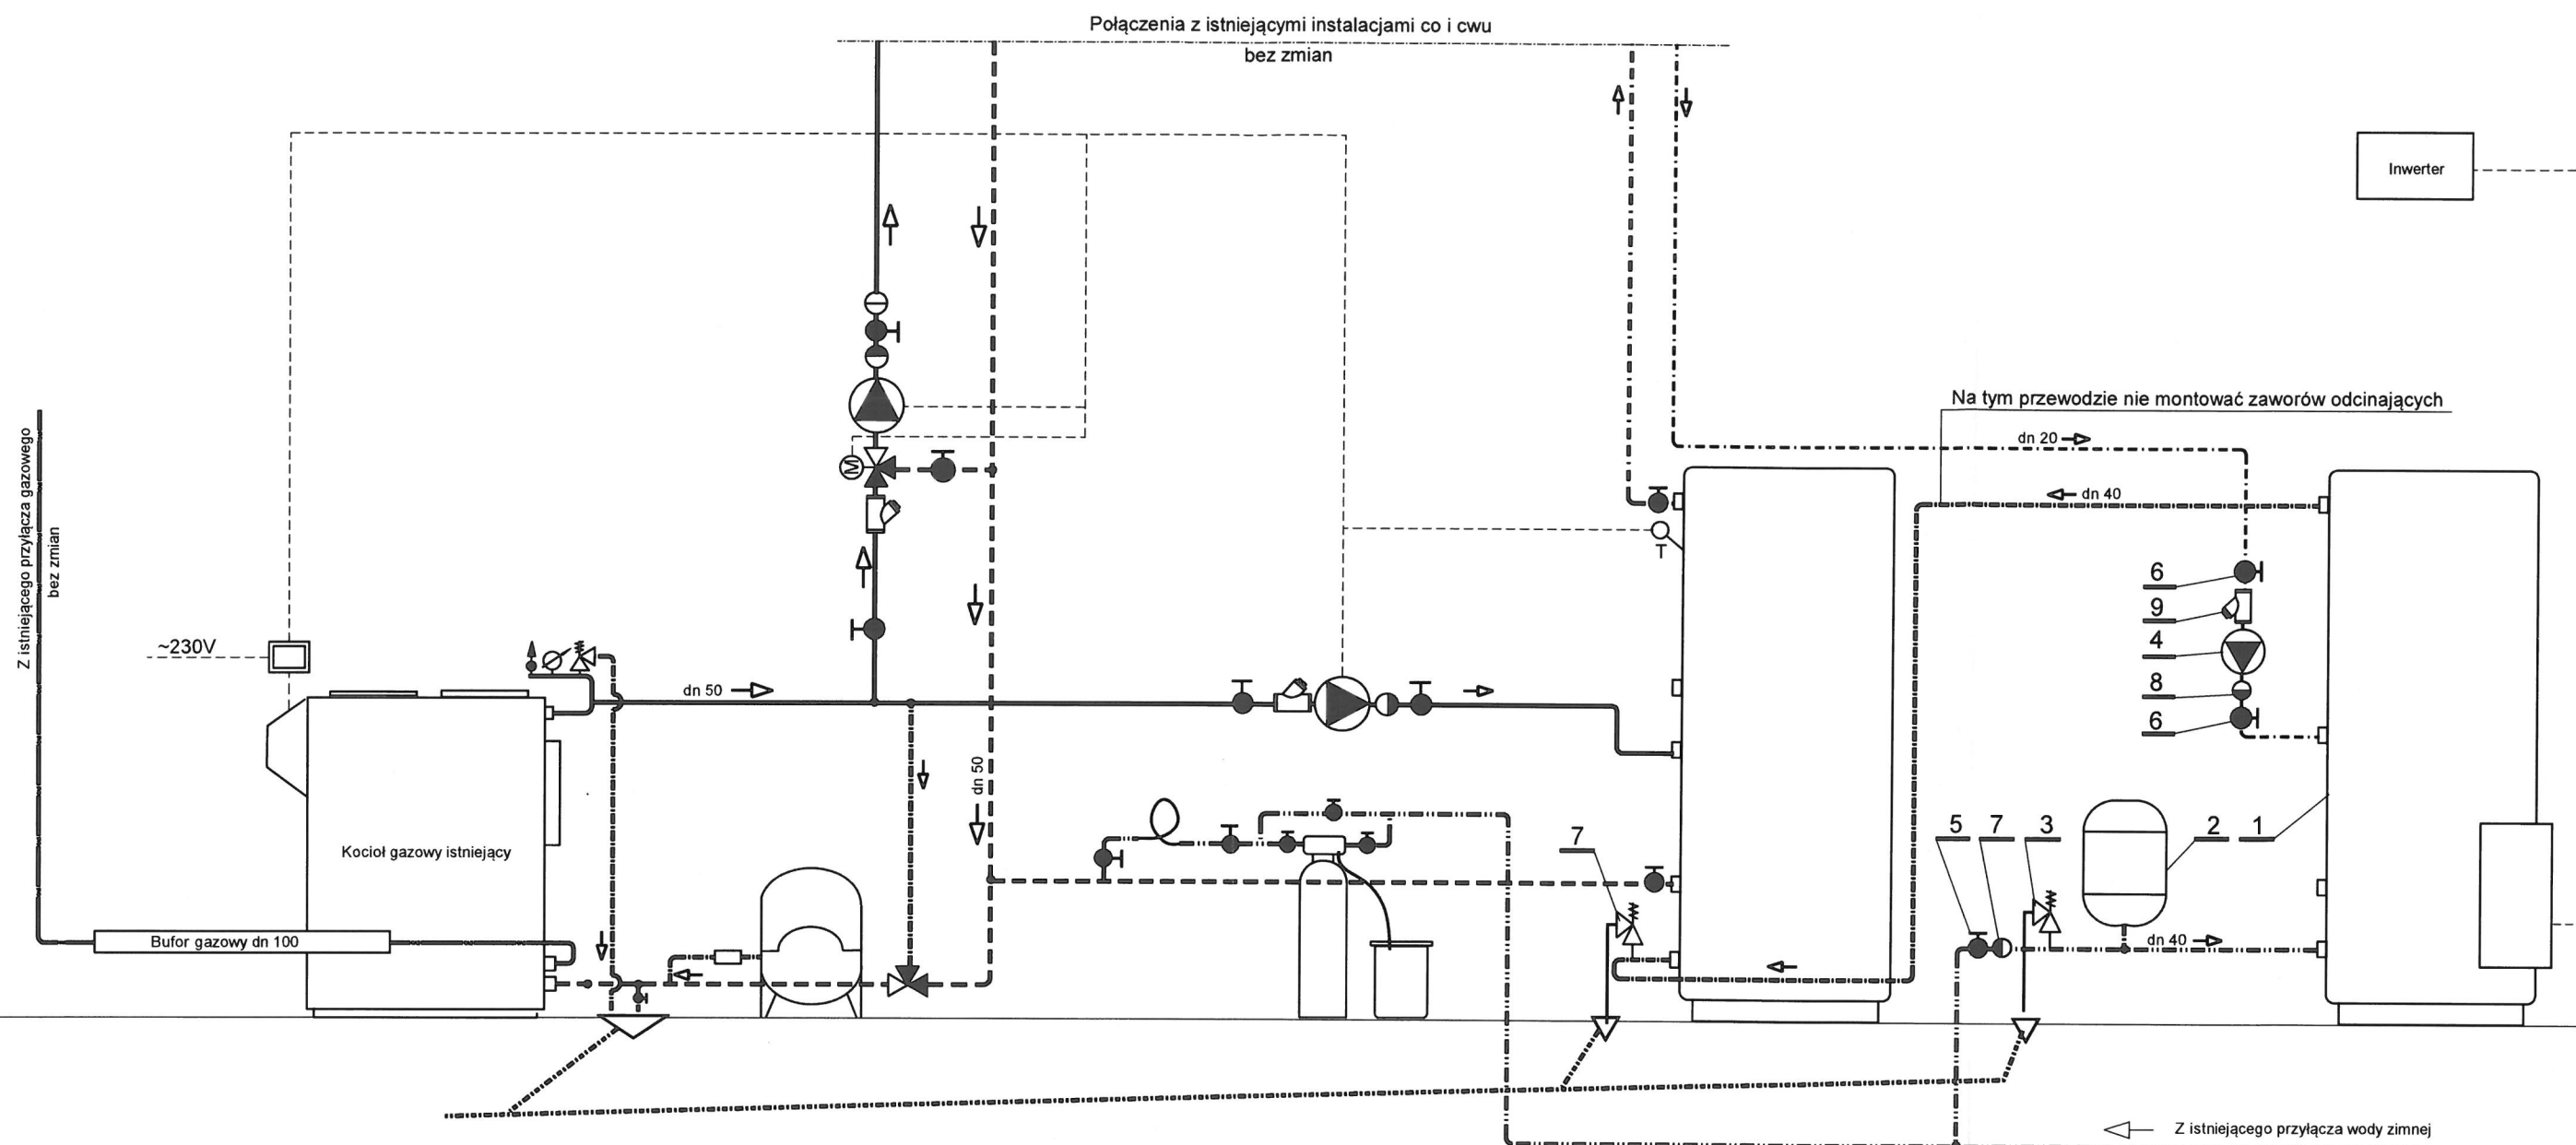 Połączenia z istniejącymi instalacjami co i cwu
bez zmian
Inwerter
Na tym przewodzie nie montować zaworów odcinających
dn 20
dn 40
Z istniejącego przyłącza gazowego
bez zmian
M
T
6
9
4
8
6
~230V
dn 50
dn 50
Kocioł gazowy istniejący
7
5
7
3
2
1
Bufor gazowy dn 100
dn 40
Z istniejącego przyłącza wody zimnej